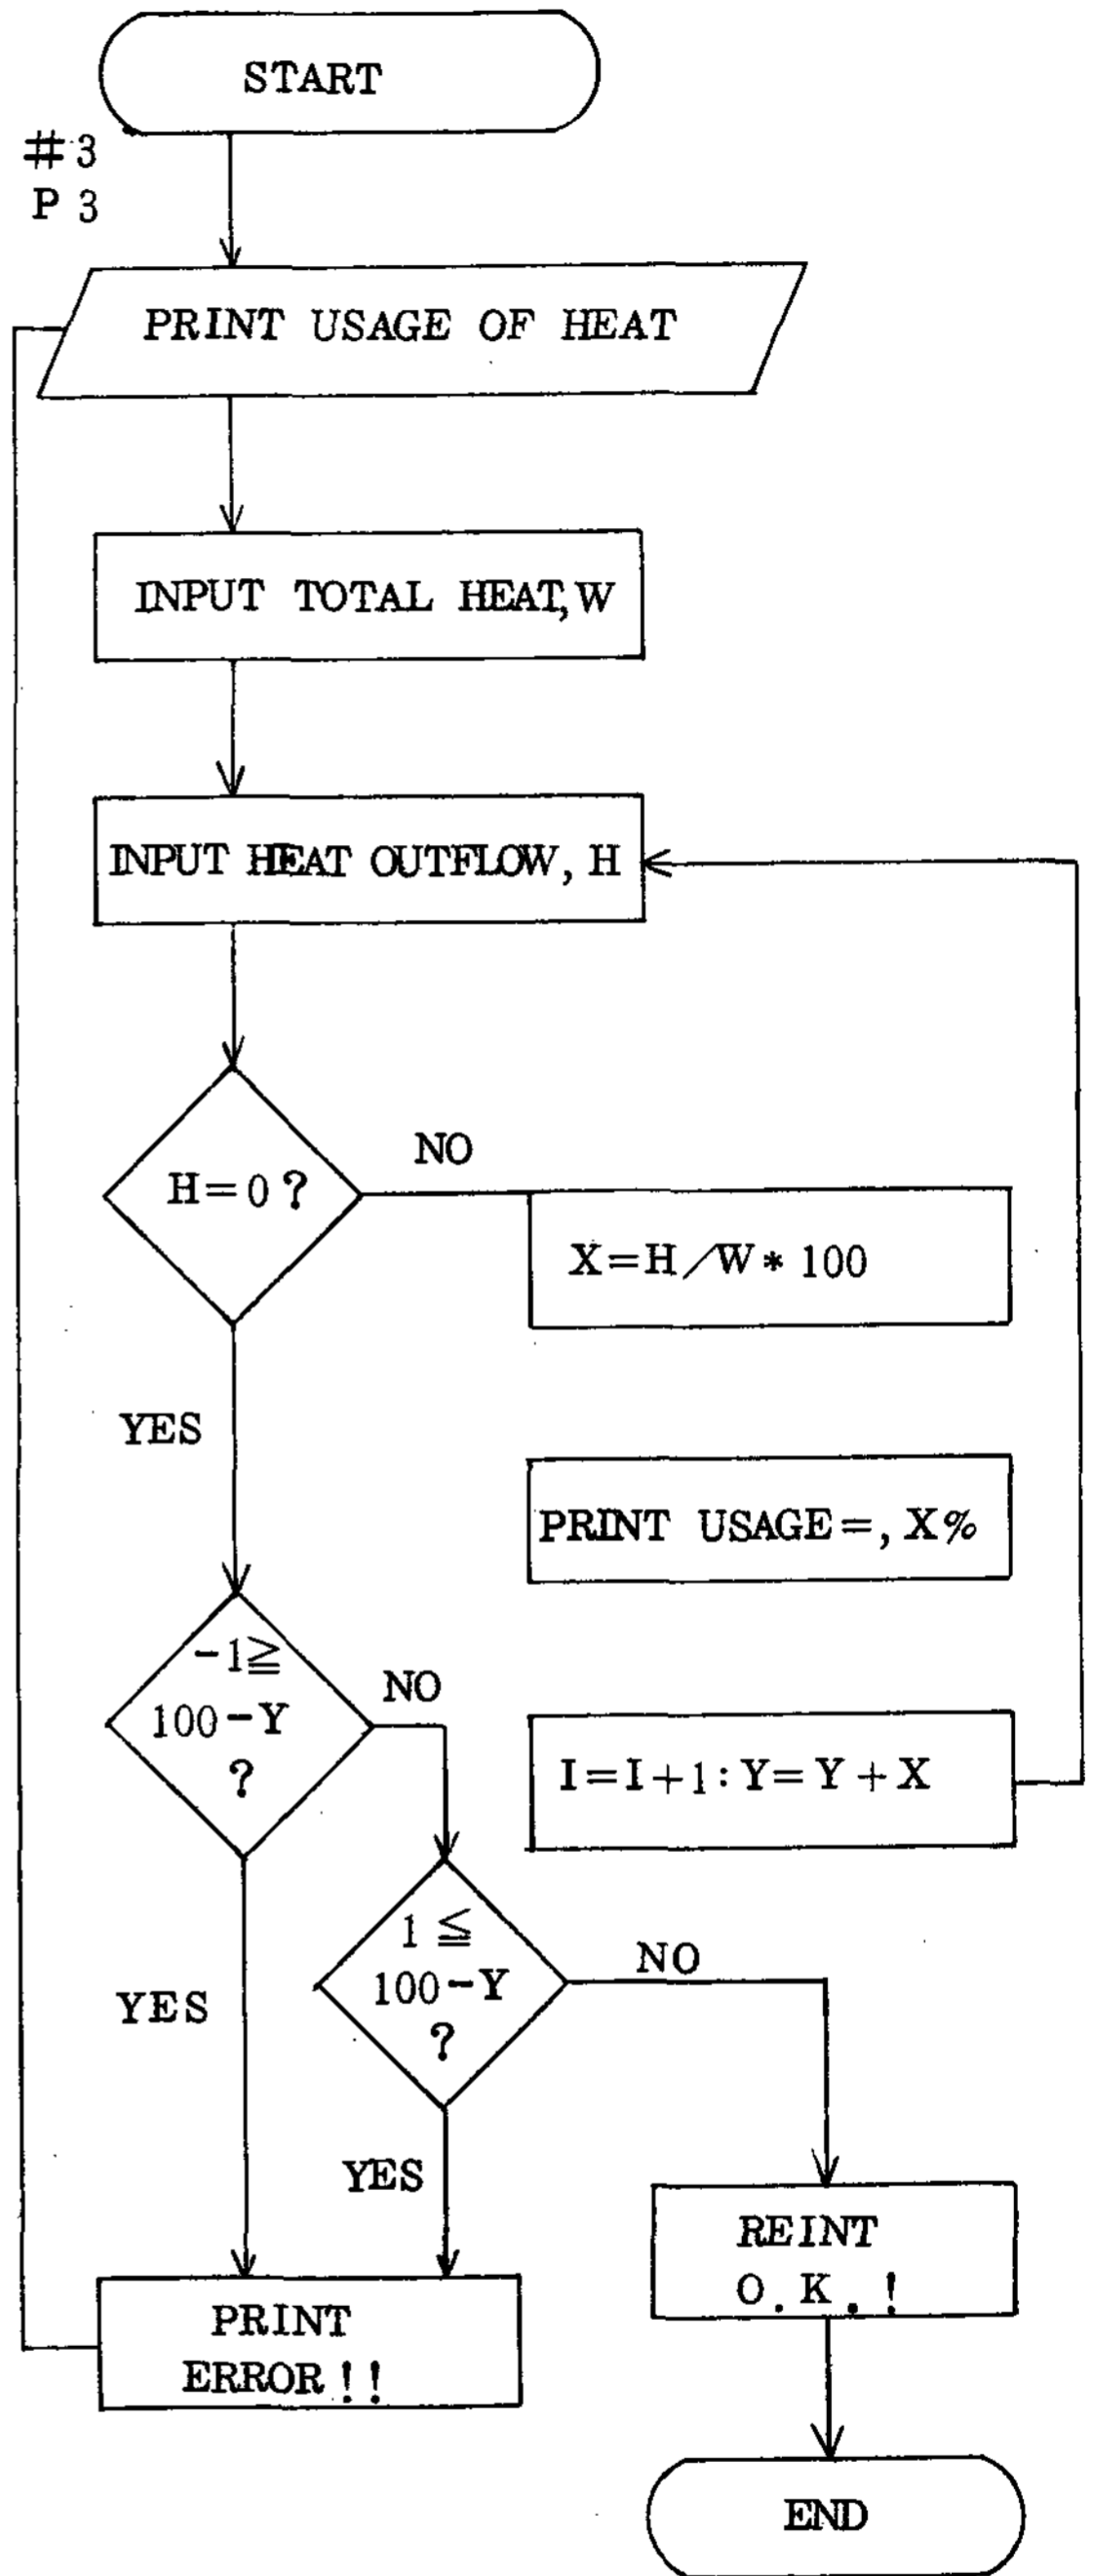 START
#3
P 3
PRINT USAGE OF HEAT
INPUT TOTAL HEAT, W
INPUT HEAT OUTFLOW, H
H=0?
NO
X=H/W* 100
YES
PRINT USAGE=, X%
-1≧
100-Y
?
NO
I=I+1:Y=Y+X
1≦
100-Y
?
NO
YES
YES
REINT
O.K.!
PRINT
ERROR!!
END